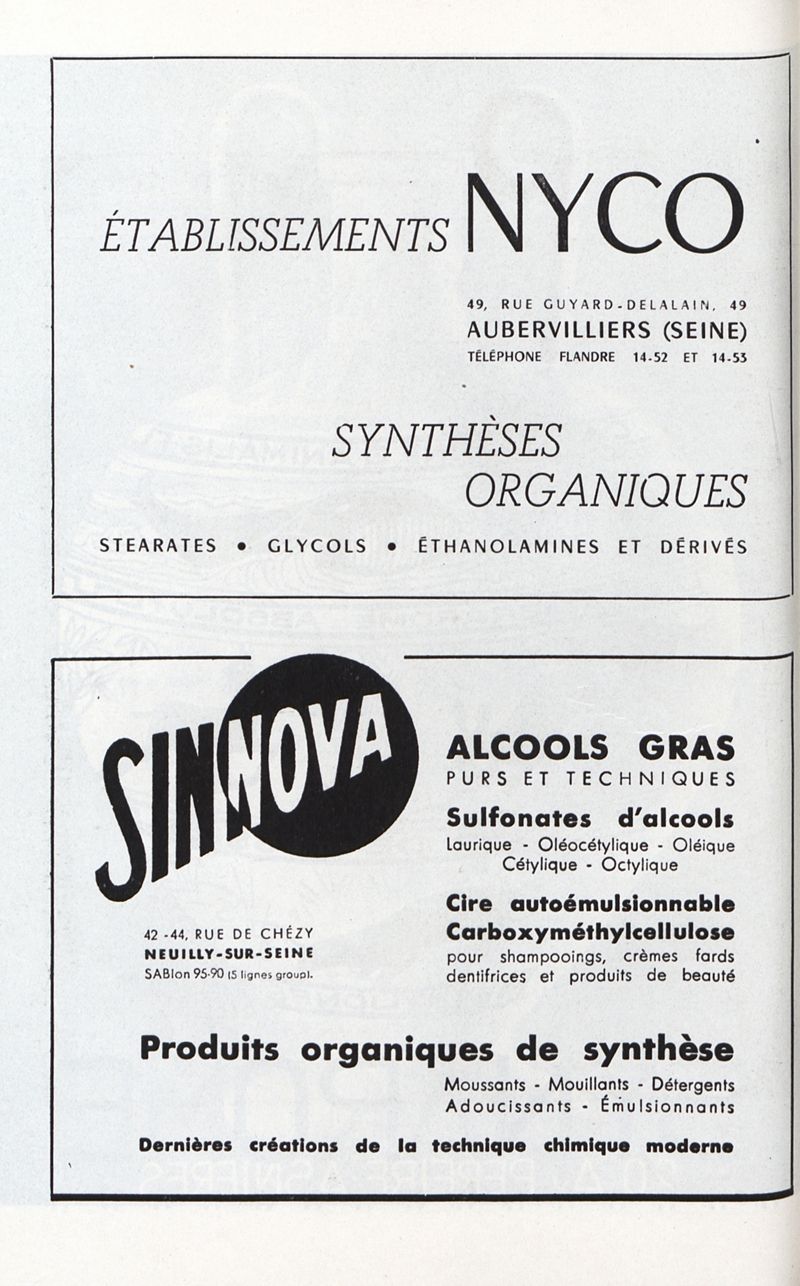 ÉTABLISSEMENTS NYCO
49, RUE GUYARD-DELALAIN, 49
AUBERVILLIERS (SEINE)
TÉLÉPHONE FLANDRE 14-52 ET 14-53
SYNTHÈSES
ORGANIQUES
STEARATES • GLYCOLS • ÉTHANOLAMINES ET DÉRIVÉS
SINNOVA
42-44, RUE DE CHÉZY
NEUILLY-SUR-SEINE
SABlon 95-90 (5 lignes group).
ALCOOLS GRAS
PURS ET TECHNIQUES
Sulfonates d'alcools
Laurique - Oléocétylique - Oléique
Cétylique - Octylique
Cire autoémulsionnable
Carboxyméthylcellulose
pour shampooings, crèmes fards
dentifrices et produits de beauté
Produits organiques de synthèse
Moussants - Mouillants - Détergents
Adoucissants - Émulsionnants
Dernières créations de la technique chimique moderne